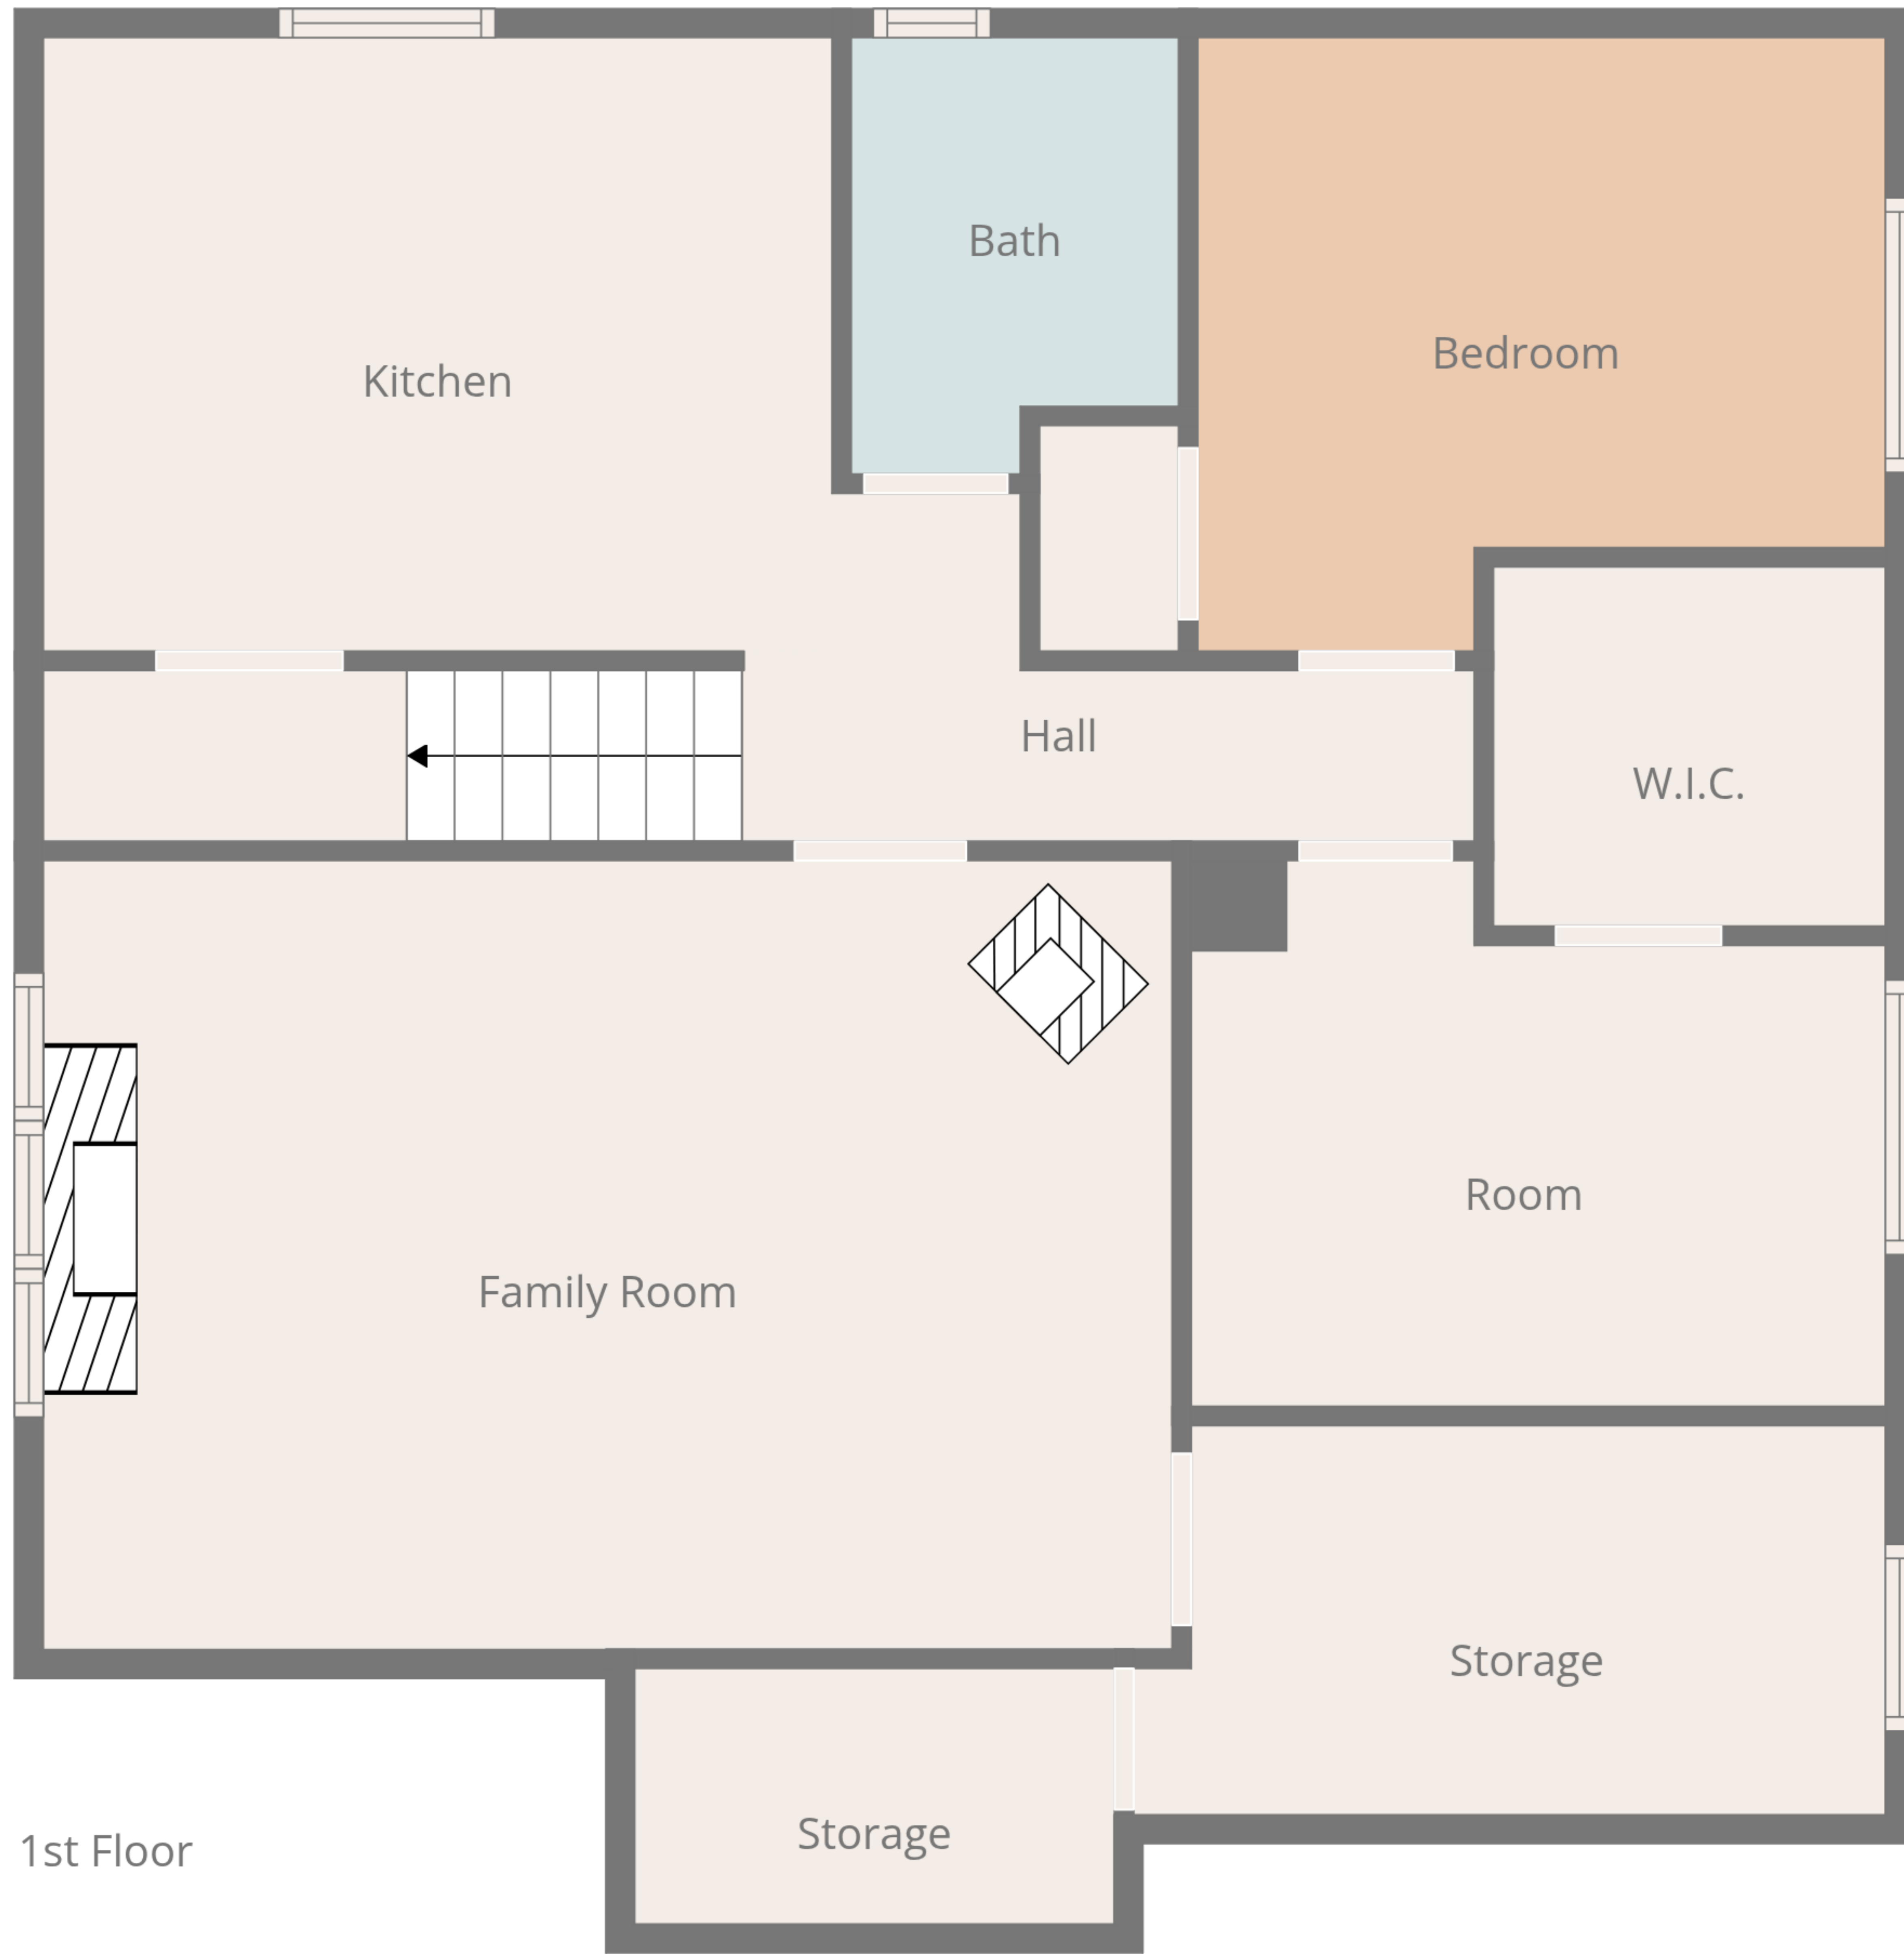 Bath
Bedroom
Kitchen
Hall
W.I.C.
Room
Family Room
Storage
Storage
1st Floor